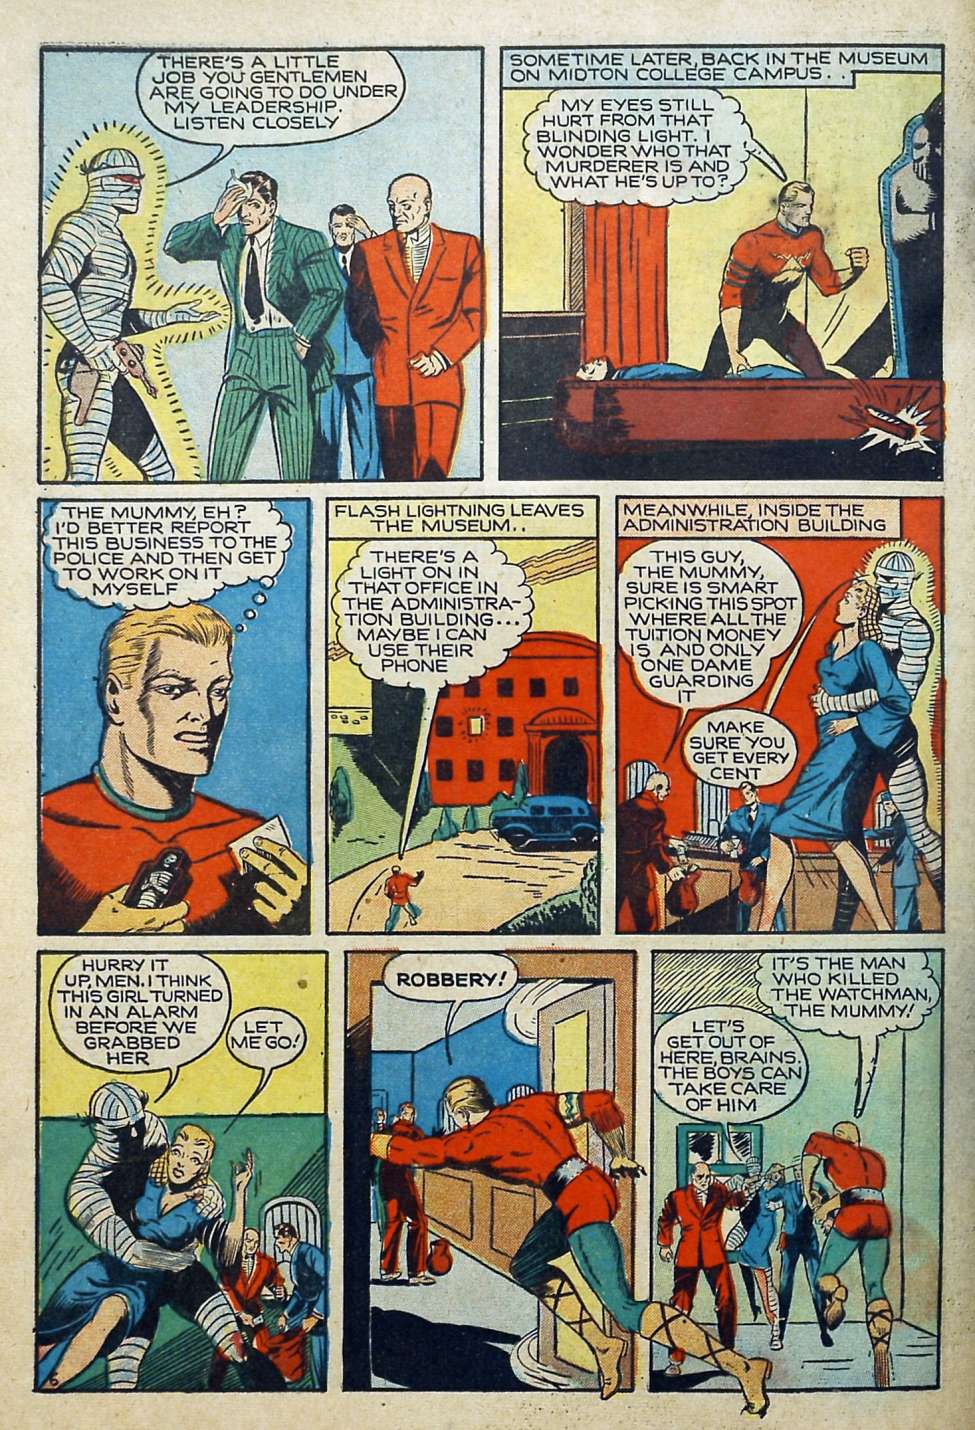 THERE'S A LITTLE
JOB YOU GENTLEMEN
ARE GOING TO DO UNDER
MY LEADERSHIP.
LISTEN CLOSELY
SOMETIME LATER, BACK IN THE MUSEUM
ON MIDTON COLLEGE CAMPUS . .
MY EYES STILL
HURT FROM THAT
BLINDING LIGHT. I
WONDER WHO THAT
MURDERER IS AND
WHAT HE'S UP TO?
THE MUMMY, EH?
I'D BETTER REPORT
THIS BUSINESS TO THE
POLICE AND THEN GET
TO WORK ON IT
MYSELF
FLASH LIGHTNING LEAVES
THE MUSEUM..
THERE'S A
LIGHT ON IN
THAT OFFICE IN
THE ADMINISTRA-
TION BUILDING...
MAYBE I CAN
USE THEIR
PHONE
MEANWHILE, INSIDE THE
ADMINISTRATION BUILDING
THIS GUY,
THE MUMMY,
SURE IS SMART
PICKING THIS SPOT
WHERE ALL THE
TUITION MONEY
IS AND ONLY
ONE DAME
GUARDING
IT
MAKE
SURE YOU
GET EVERY
CENT
HURRY IT
UP, MEN. I THINK
THIS GIRL TURNED
IN AN ALARM
BEFORE WE
GRABBED
HER
LET
ME GO!
6
ROBBERY!
IT'S THE MAN
WHO KILLED
THE WATCHMAN,
THE MUMMY!
LET'S
GET OUT OF
HERE, BRAINS.
THE BOYS CAN
TAKE CARE
OF HIM